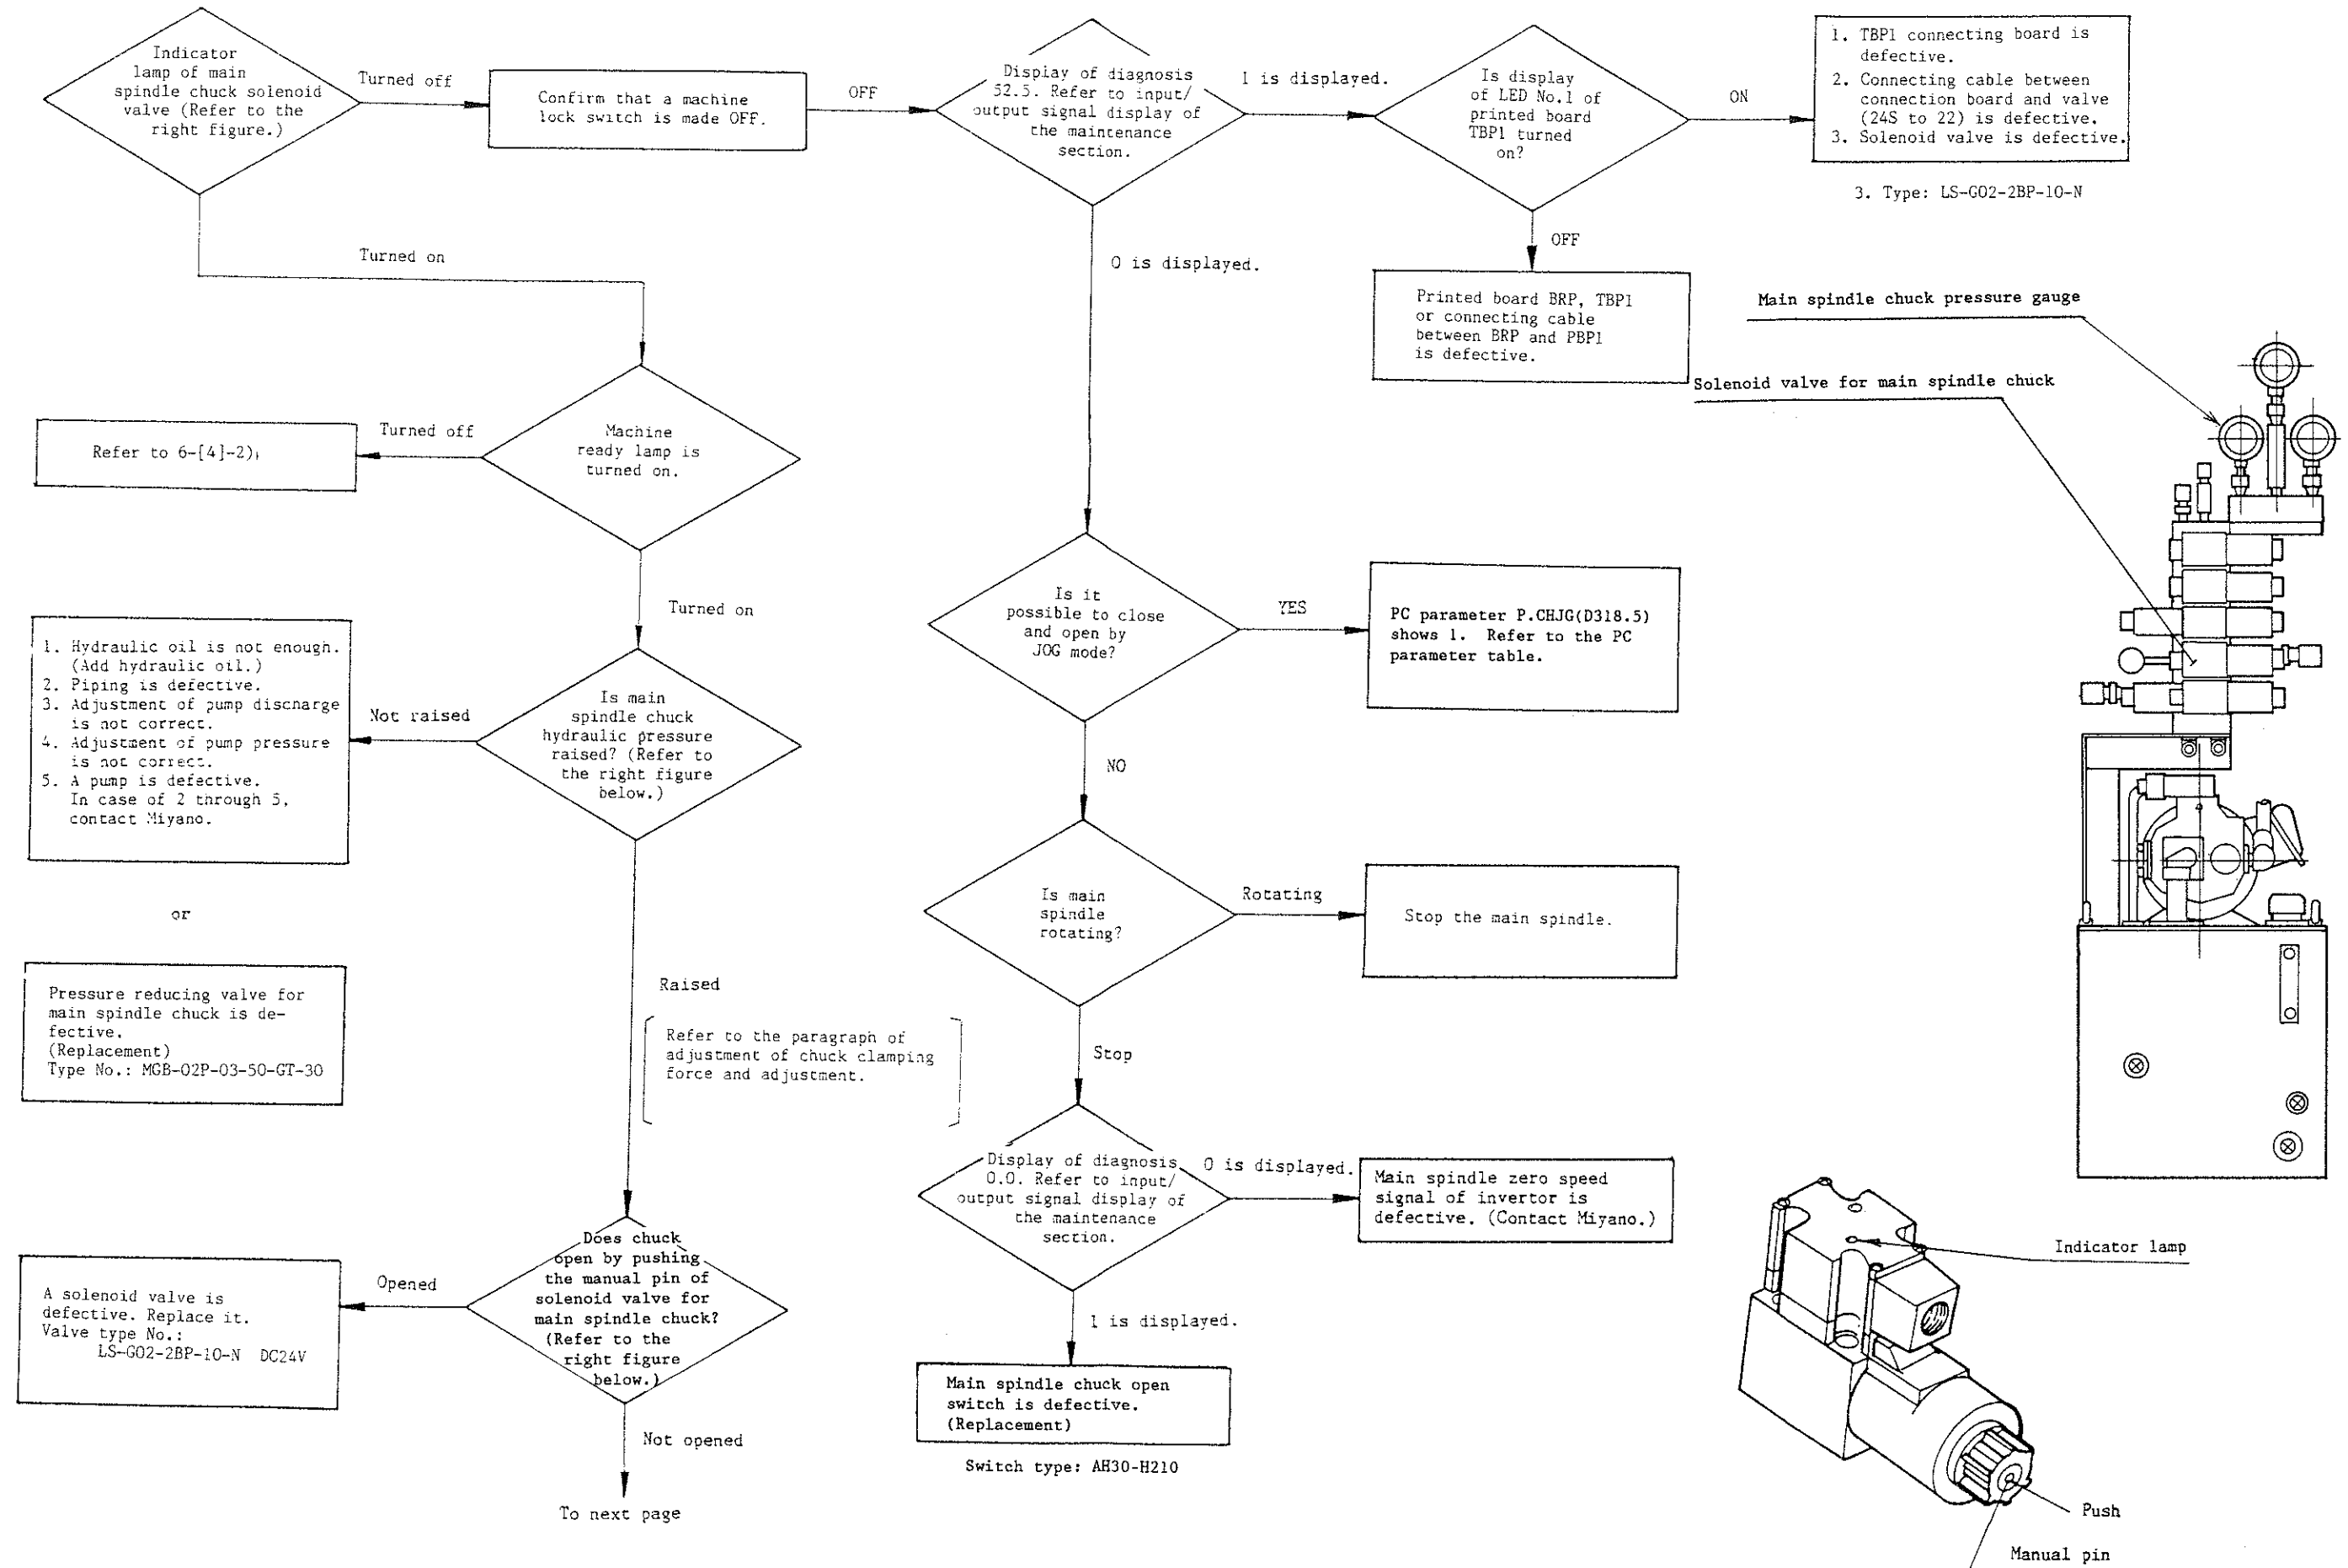 Indicator
lamp of main
spindle chuck solenoid
valve (Refer to the
right figure.)
Turned off
Confirm that a machine
lock switch is made OFF.
OFF
Display of diagnosis
52.5. Refer to input/
output signal display of
the maintenance
section.
1 is displayed.
Is display
of LED No.1 of
printed board
TBP1 turned
on?
ON
1. TBP1 connecting board is
defective.
2. Connecting cable between
connection board and valve
(24S to 22) is defective.
3. Solenoid valve is defective.
3. Type: LS-G02-2BP-10-N
OFF
Printed board BRP, TBP1
or connecting cable
between BRP and PBP1
is defective.
Turned on
Machine
ready lamp is
turned on.
Turned off
Refer to 6-[4]-2)
Turned on
Is main
spindle chuck
hydraulic pressure
raised? (Refer to
the right figure
below.)
Not raised
1. Hydraulic oil is not enough.
(Add hydraulic oil.)
2. Piping is defective.
3. Adjustment of pump discharge
is not correct.
4. Adjustment of pump pressure
is not correct.
5. A pump is defective.
In case of 2 through 5,
contact Miyano.
or
Pressure reducing valve for
main spindle chuck is de-
fective.
(Replacement)
Type No.: MGB-02P-03-50-GT-30
Raised
Refer to the paragraph of
adjustment of chuck clamping
force and adjustment.
Does chuck
open by pushing
the manual pin of
solenoid valve for
main spindle chuck?
(Refer to the
right figure
below.)
Opened
A solenoid valve is
defective. Replace it.
Valve type No.:
LS-G02-2BP-10-N DC24V
Not opened
To next page
0 is displayed.
Is it
possible to close
and open by
JOG mode?
YES
PC parameter P.CHJG(D318.5)
shows 1. Refer to the PC
parameter table.
NO
Is main
spindle
rotating?
Rotating
Stop the main spindle.
Stop
Display of diagnosis
0.0. Refer to input/
output signal display of
the maintenance
section.
0 is displayed.
Main spindle zero speed
signal of invertor is
defective. (Contact Miyano.)
1 is displayed.
Main spindle chuck open
switch is defective.
(Replacement)
Switch type: AH30-H210
Main spindle chuck pressure gauge
Solenoid valve for main spindle chuck
Indicator lamp
Push
Manual pin